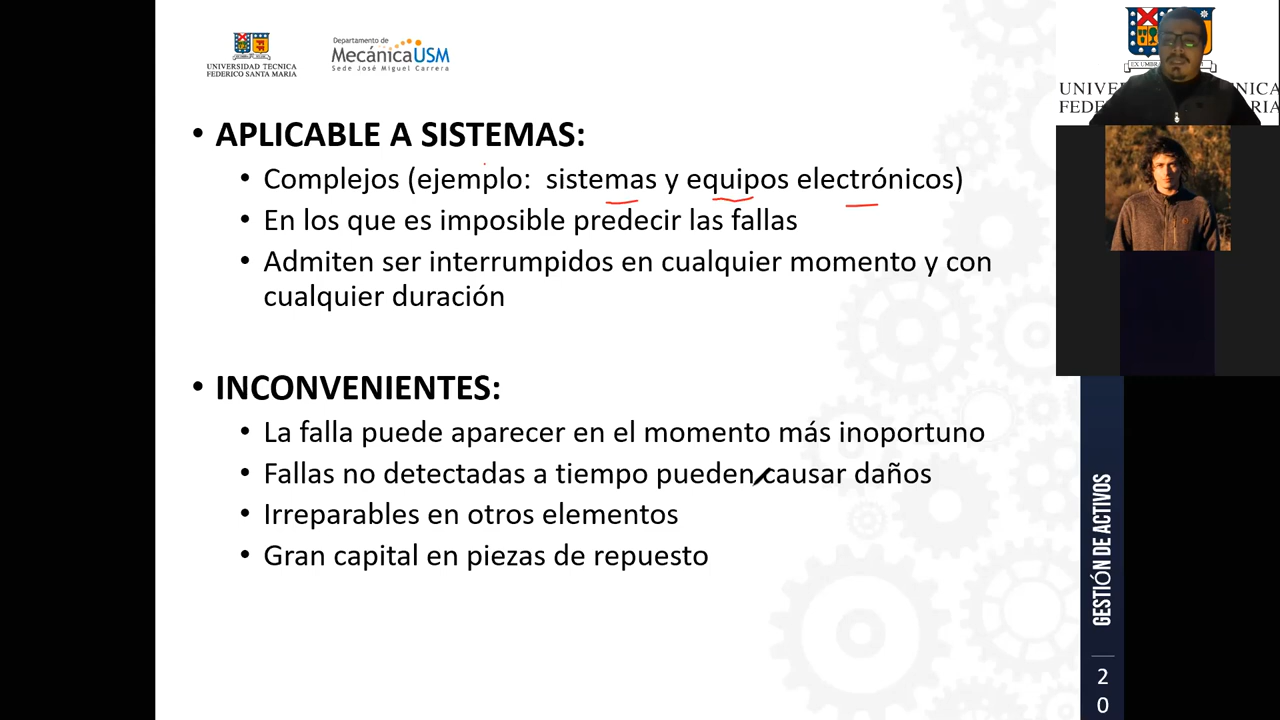 UNIVERSIDAD TECNICA
FEDERICO SANTA MARIA
Departamento de
MecánicaUSM
Sede José Miguel Carrera
• APLICABLE A SISTEMAS:
• Complejos (ejemplo: sistemas y equipos electrónicos)
• En los que es imposible predecir las fallas
• Admiten ser interrumpidos en cualquier momento y con
cualquier duración
• INCONVENIENTES:
• La falla puede aparecer en el momento más inoportuno
• Fallas no detectadas a tiempo pueden causar daños
• Irreparables en otros elementos
• Gran capital en piezas de repuesto
GESTIÓN DE ACTIVOS
2
0